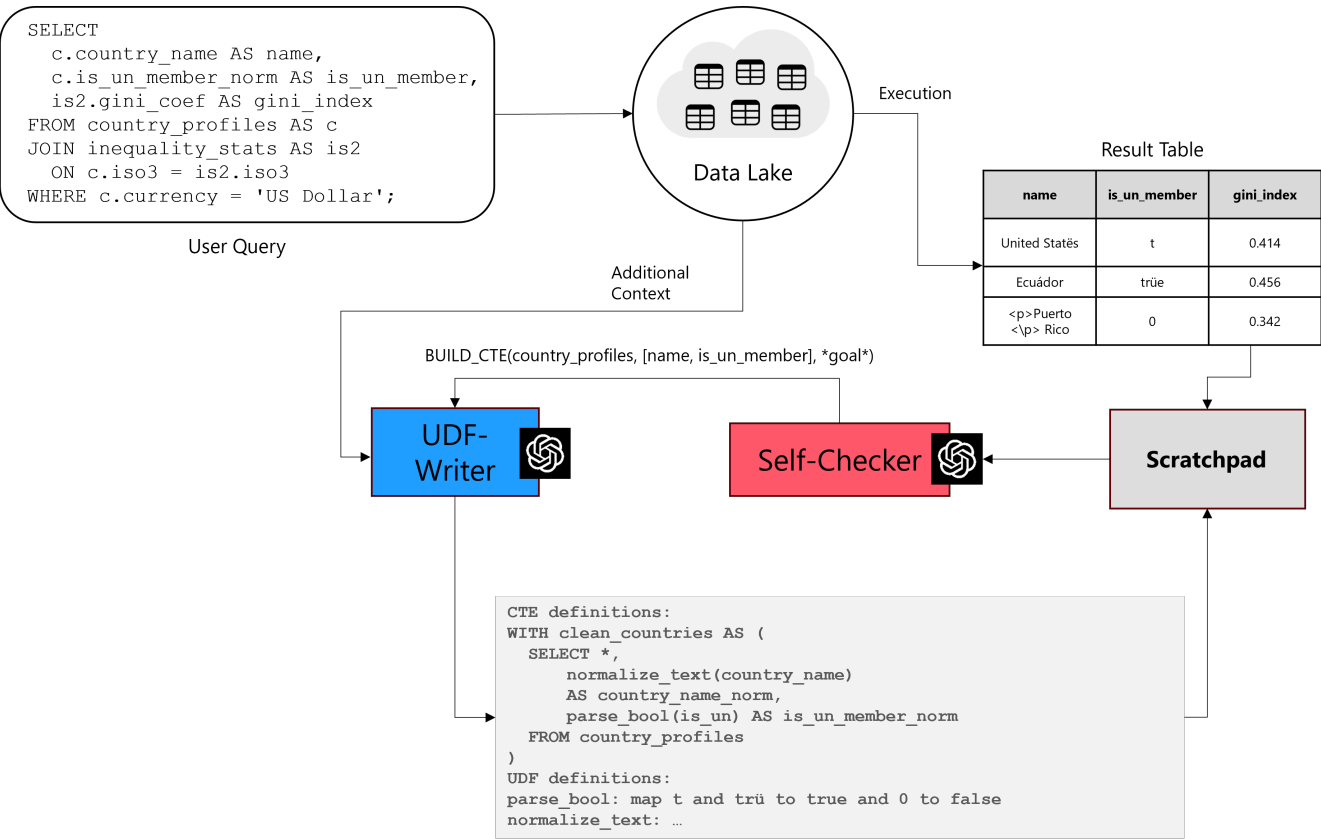 SELECT
c.country_name AS name,
c.is_un_member_norm AS is_un_member,
is2.gini_coef AS gini_index
FROM country_profiles AS c
JOIN inequality_stats AS is2
ON c.iso3 = is2.iso3
WHERE c.currency = 'US Dollar';
User Query
Data Lake
Execution
Result Table
name is_un_member gini_index
United Statës t 0.414
Ecuádor trüe 0.456
<p>Puerto
<\p> Rico 0 0.342
Additional
Context
BUILD_CTE(country_profiles, [name, is_un_member], *goal*)
UDF-
Writer
Self-Checker
Scratchpad
CTE definitions:
WITH clean_countries AS (
SELECT *,
normalize_text(country_name)
AS country_name_norm,
parse_bool(is_un) AS is_un_member_norm
FROM country_profiles
)
UDF definitions:
parse_bool: map t and trü to true and 0 to false
normalize_text: …